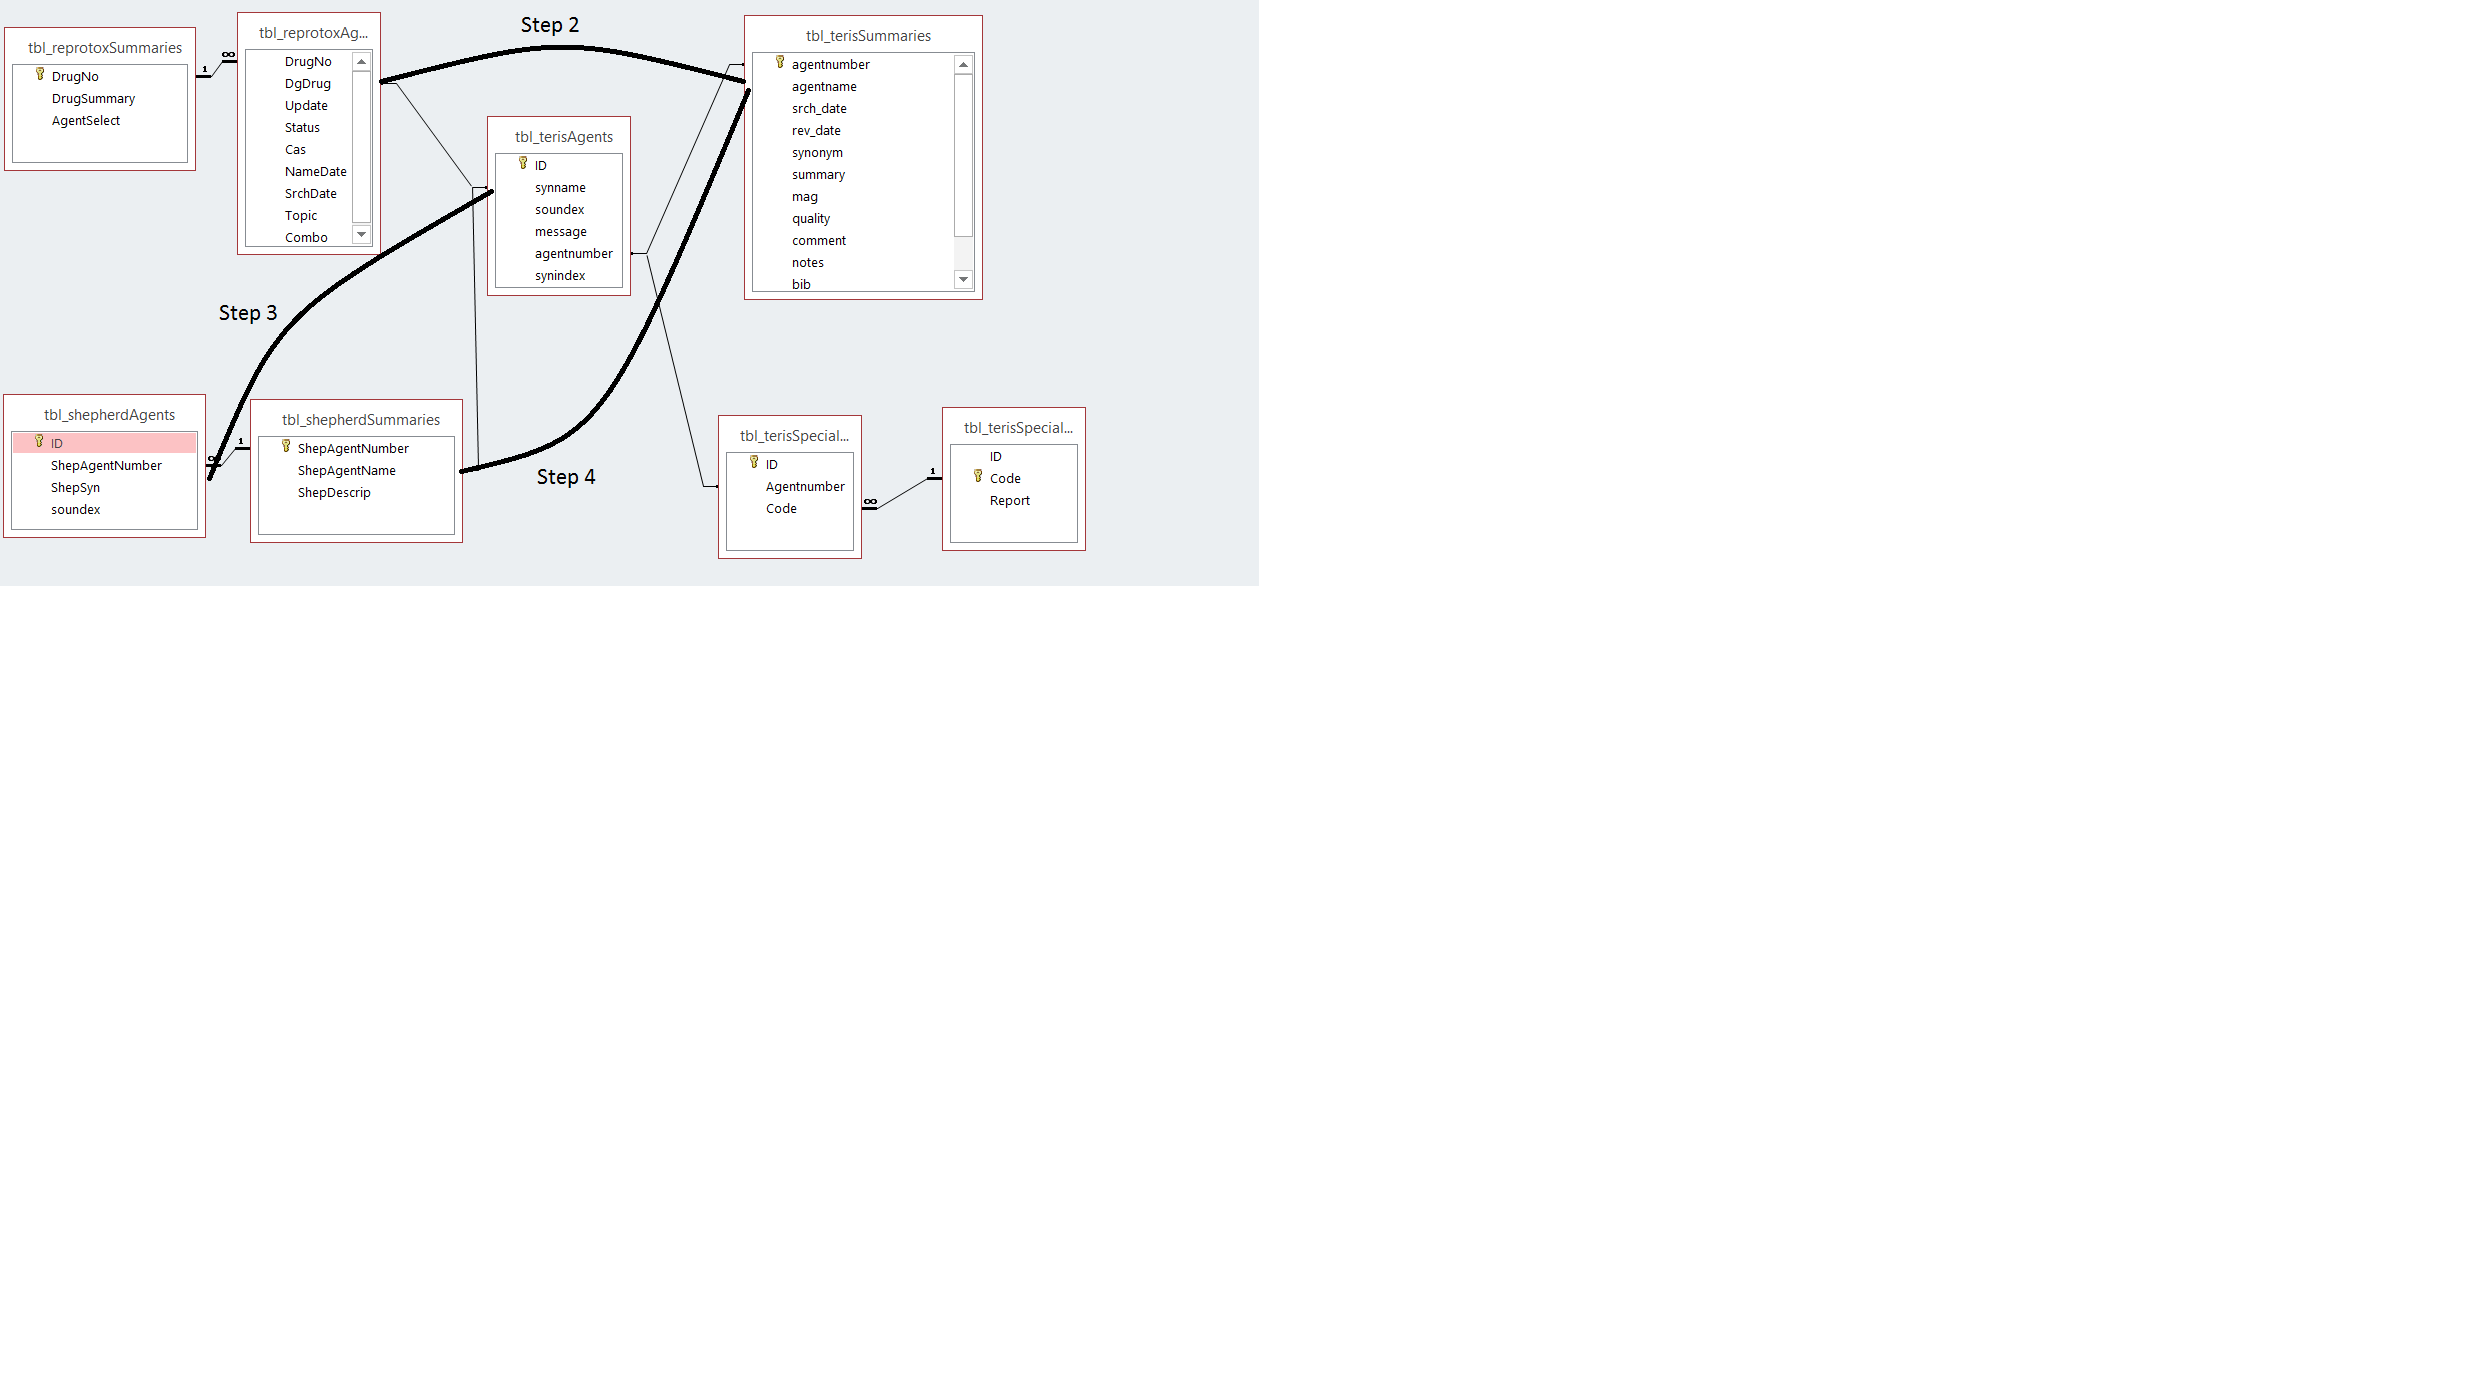 tbl_reprotoxSummaries
DrugNo
DrugSummary
AgentSelect
1
∞
tbl_reprotoxAg...
DrugNo
DgDrug
Update
Status
Cas
NameDate
SrchDate
Topic
Combo
Step 2
tbl_terisAgents
ID
synname
soundex
message
agentnumber
synindex
tbl_terisSummaries
agentnumber
agentname
srch_date
rev_date
synonym
summary
mag
quality
comment
notes
bib
Step 3
tbl_shepherdAgents
ID
ShepAgentNumber
ShepSyn
soundex
∞
1
tbl_shepherdSummaries
ShepAgentNumber
ShepAgentName
ShepDescrip
Step 4
tbl_terisSpecial...
ID
Agentnumber
Code
∞
1
tbl_terisSpecial...
ID
Code
Report